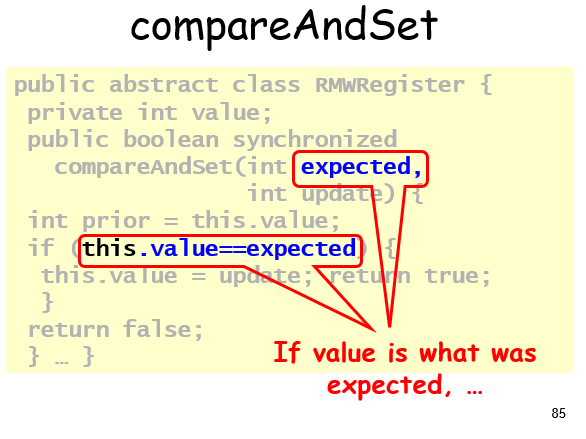 compareAndSet
public abstract class RMWRegister {
private int value;
public boolean synchronized
compareAndSet(int expected,
int update) {
int prior = this.value;
if (this.value==expected) {
this.value = update; return true;
}
return false;
} … }
If value is what was
expected, …
85